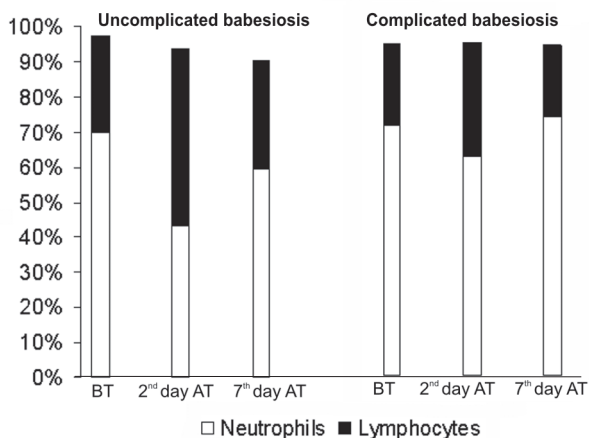 Uncomplicated babesiosis
Complicated babesiosis
100%
90%
80%
70%
60%
50%
40%
30%
20%
10%
0%
BT 2nd day AT 7th day AT
BT 2nd day AT 7th day AT
Neutrophils Lymphocytes